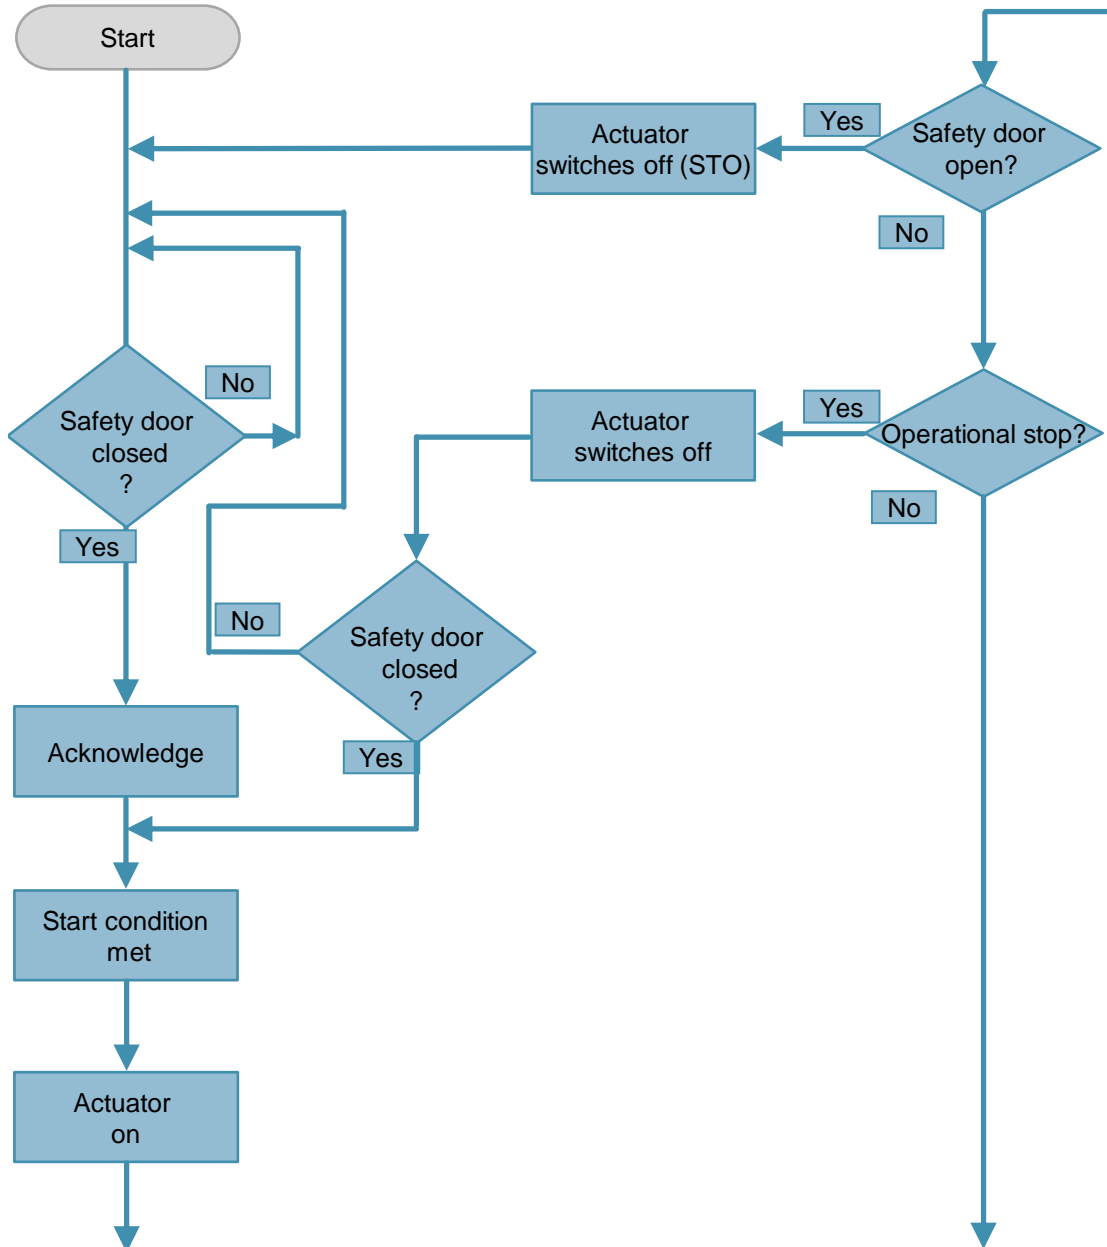 Start
Actuator
switches off (STO)
Yes
Safety door
open?
No
No
Safety door
closed
?
Yes
Actuator
switches off
Yes
Operational stop?
No
No
Safety door
closed
?
Yes
Acknowledge
Start condition
met
Actuator
on